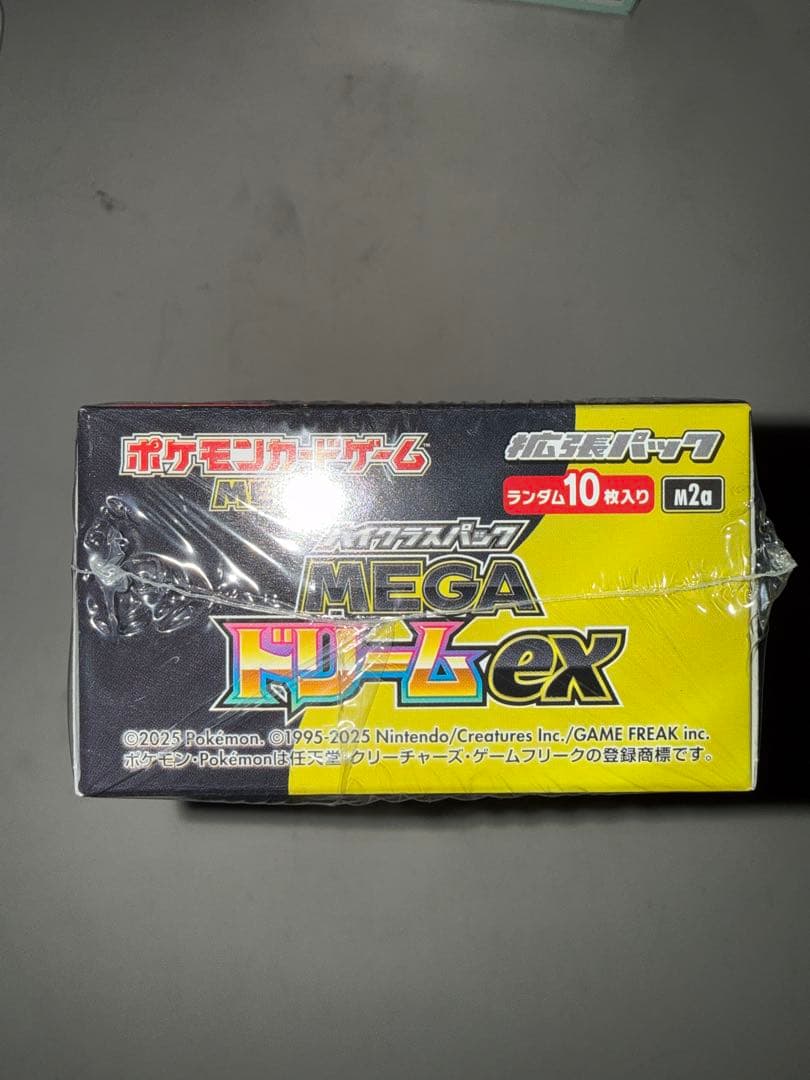 ポケモンカードゲーム
拡張パック
ランダム10枚入り
M2a
ハイクラスパック
MEGA
ドリームex
©2025 Pokémon. ©1995-2025 Nintendo/Creatures Inc./GAME FREAK inc.
ポケモン・Pokémonは任天堂・クリーチャーズ・ゲームフリークの登録商標です。